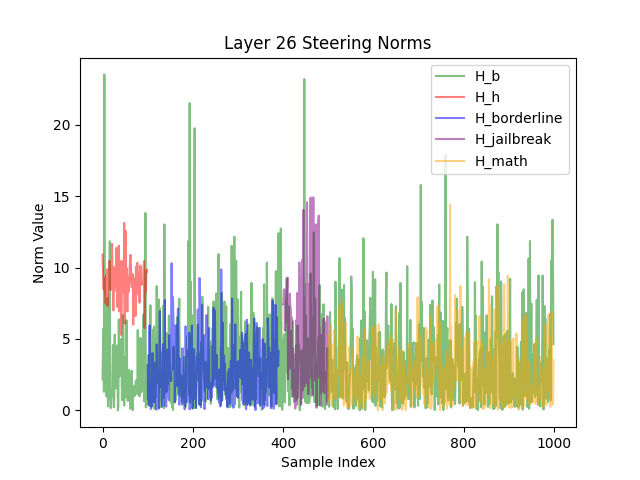 Layer 26 Steering Norms
H_b
H_h
H_borderline
H_jailbreak
H_math
Norm Value
20
15
10
5
0
0
200
400
600
800
1000
Sample Index